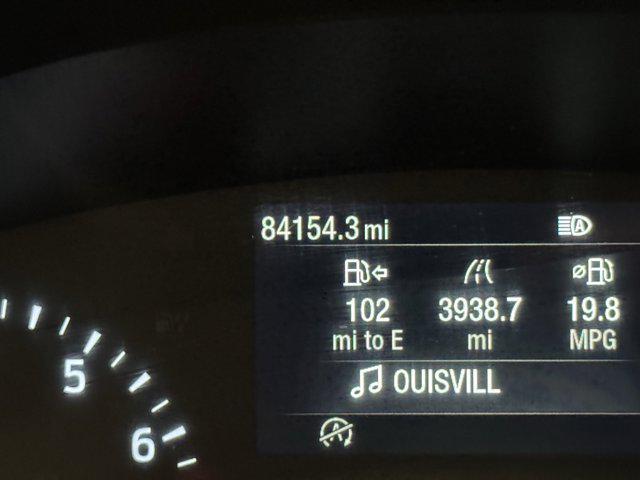 84154.3 mi
A
102 3938.7 19.8
mi to E mi MPG
5
OUISVILL
6
A